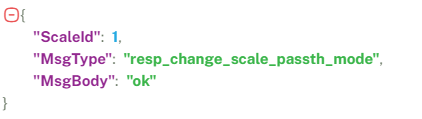 {
"ScaleId": 1,
"MsgType": "resp_change_scale_passth_mode",
"MsgBody": "ok"
}